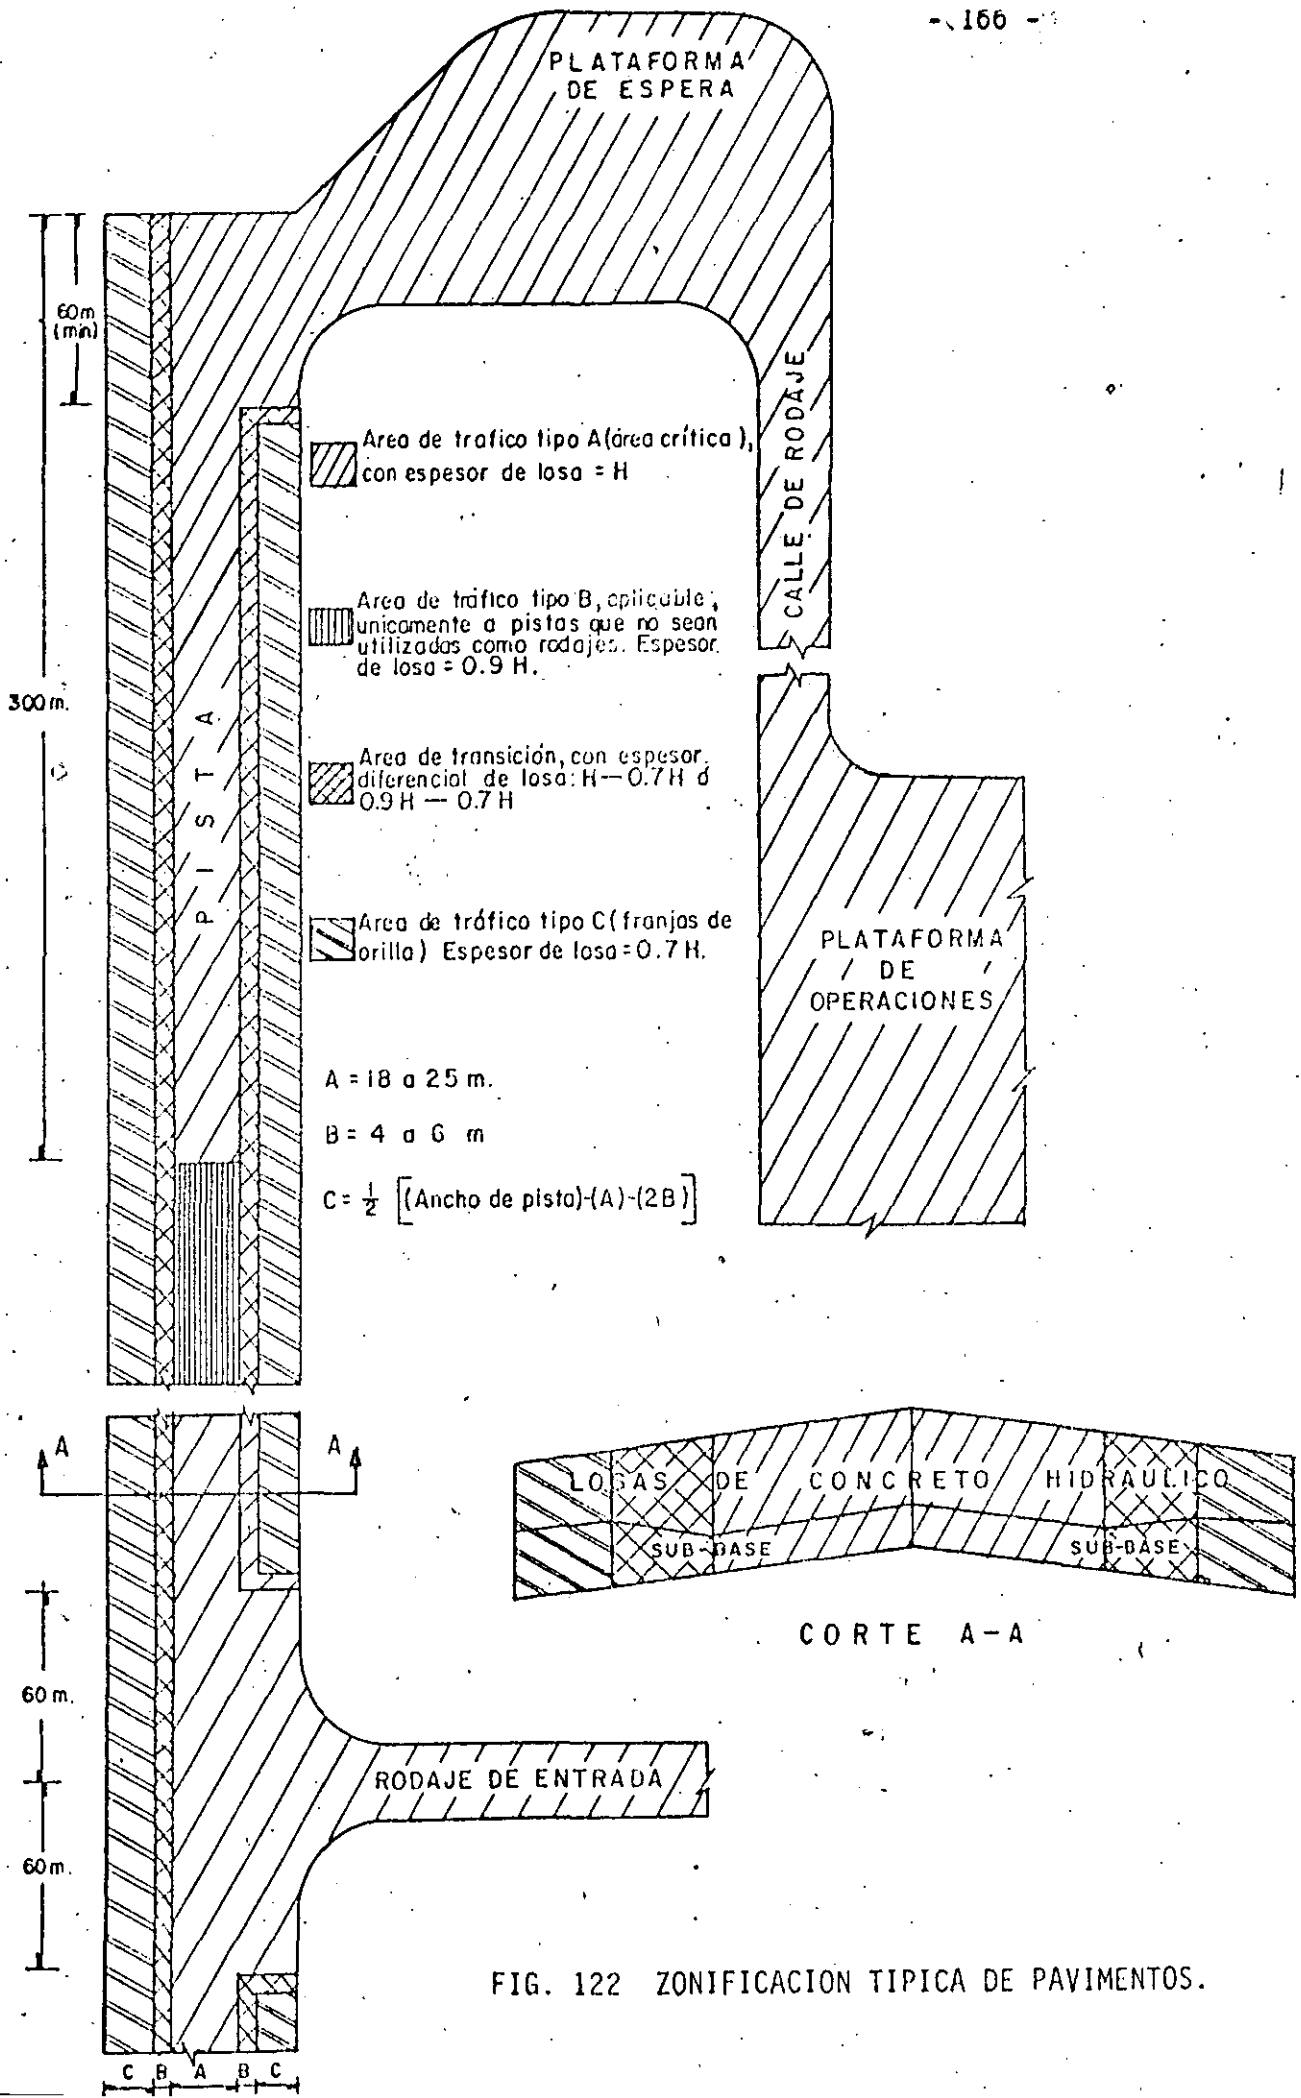 - 166 -
PLATAFORMA
DE ESPERA
60m
(min)
300 m.
PISTA
CALLE DE RODAJE
Area de trafico tipo A (área crítica),
con espesor de losa = H
Area de tráfico tipo B, aplicable,
unicamente a pistas que no sean
utilizadas como rodajes. Espesor
de losa = 0.9 H.
Area de transición, con espesor
diferencial de losa: H--0.7H ó
0.9 H — 0.7 H
Area de tráfico tipo C (franjas de
orilla) Espesor de losa = 0.7 H.
A = 18 a 25 m.
B = 4 a 6 m
C = 1/2 [(Ancho de pista)-(A)-(2B)]
PLATAFORMA
DE
OPERACIONES
A
A
LOSAS DE CONCRETO HIDRAULICO
SUB-BASE
SUB-BASE
CORTE A-A
60 m.
RODAJE DE ENTRADA
60 m.
FIG. 122 ZONIFICACION TIPICA DE PAVIMENTOS.
C B A B C